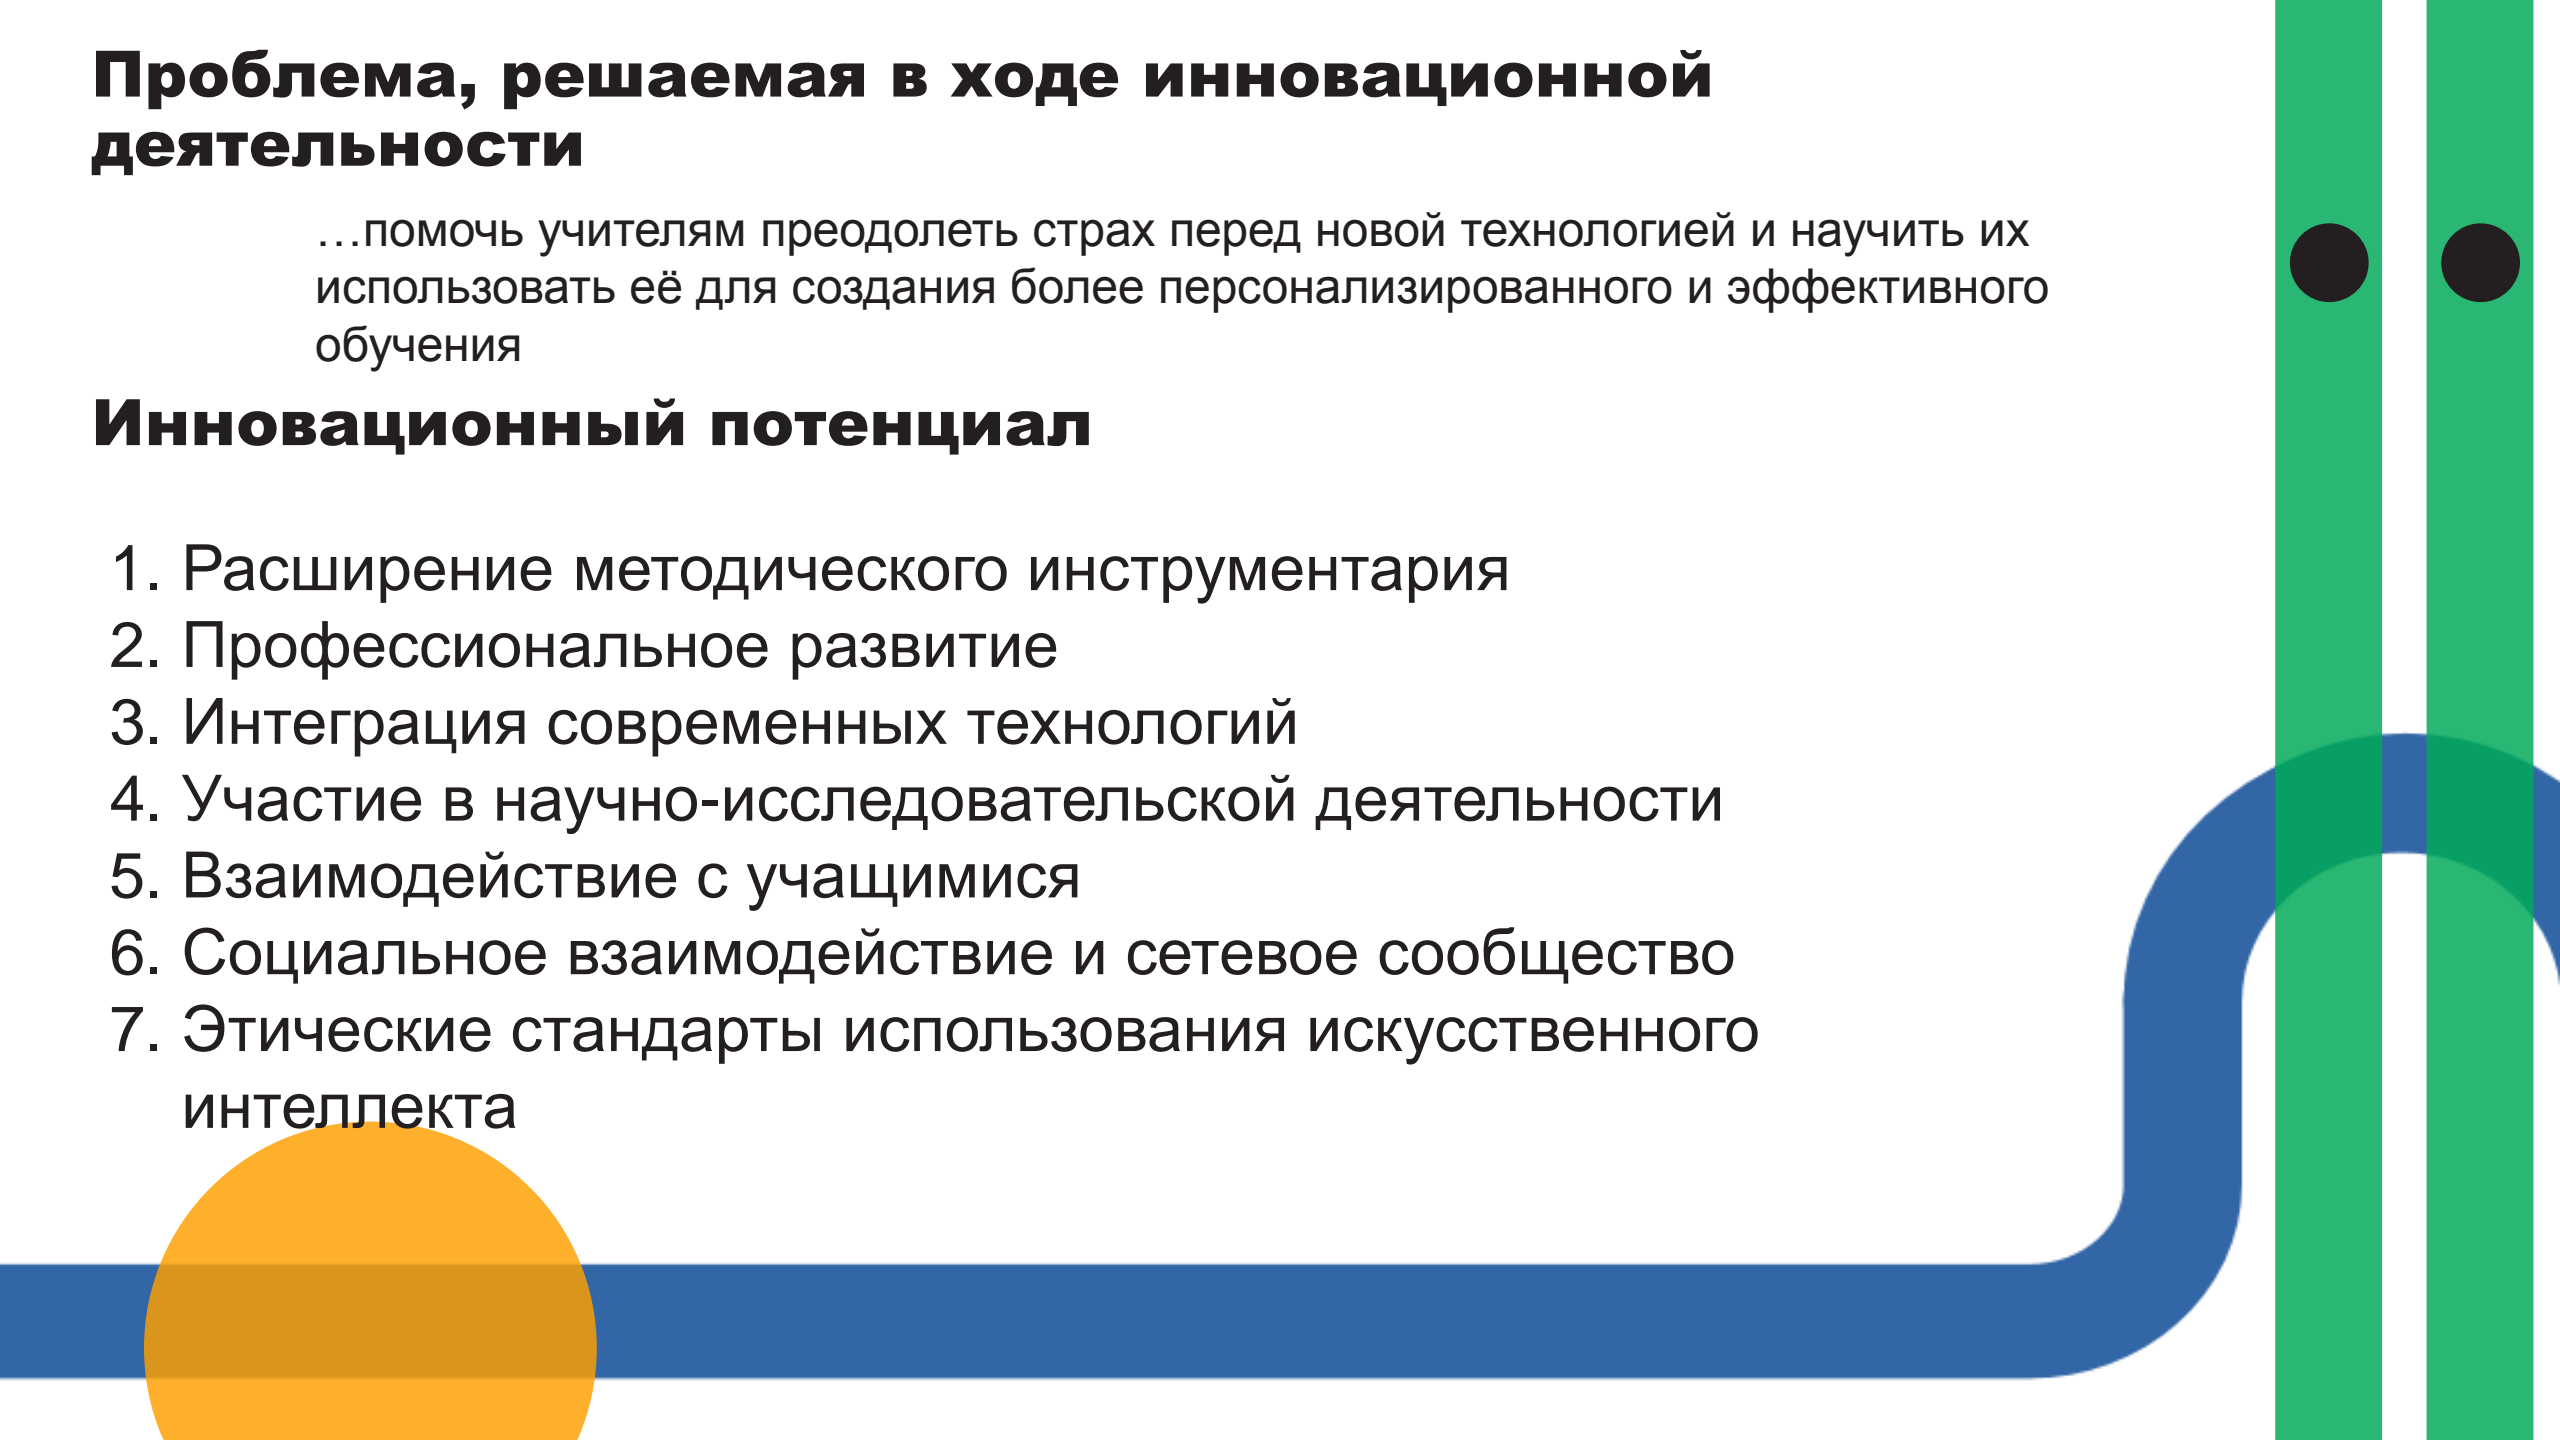 Проблема, решаемая в ходе инновационной
деятельности
…помочь учителям преодолеть страх перед новой технологией и научить их
использовать её для создания более персонализированного и эффективного
обучения
Инновационный потенциал
1. Расширение методического инструментария
2. Профессиональное развитие
3. Интеграция современных технологий
4. Участие в научно-исследовательской деятельности
5. Взаимодействие с учащимися
6. Социальное взаимодействие и сетевое сообщество
7. Этические стандарты использования искусственного
интеллекта